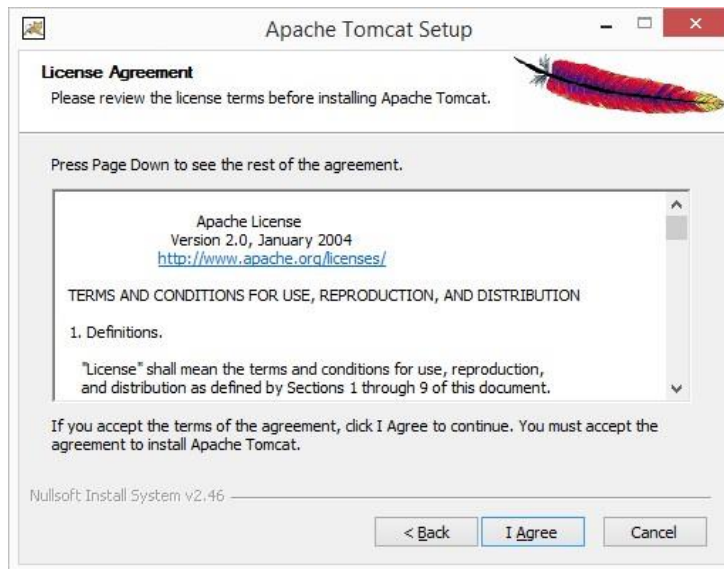 Apache Tomcat Setup
License Agreement
Please review the license terms before installing Apache Tomcat.
Press Page Down to see the rest of the agreement.
Apache License
Version 2.0, January 2004
http://www.apache.org/licenses/
TERMS AND CONDITIONS FOR USE, REPRODUCTION, AND DISTRIBUTION
1. Definitions.
"License" shall mean the terms and conditions for use, reproduction,
and distribution as defined by Sections 1 through 9 of this document.
If you accept the terms of the agreement, click I Agree to continue. You must accept the
agreement to install Apache Tomcat.
Nullsoft Install System v2.46
< Back I Agree Cancel